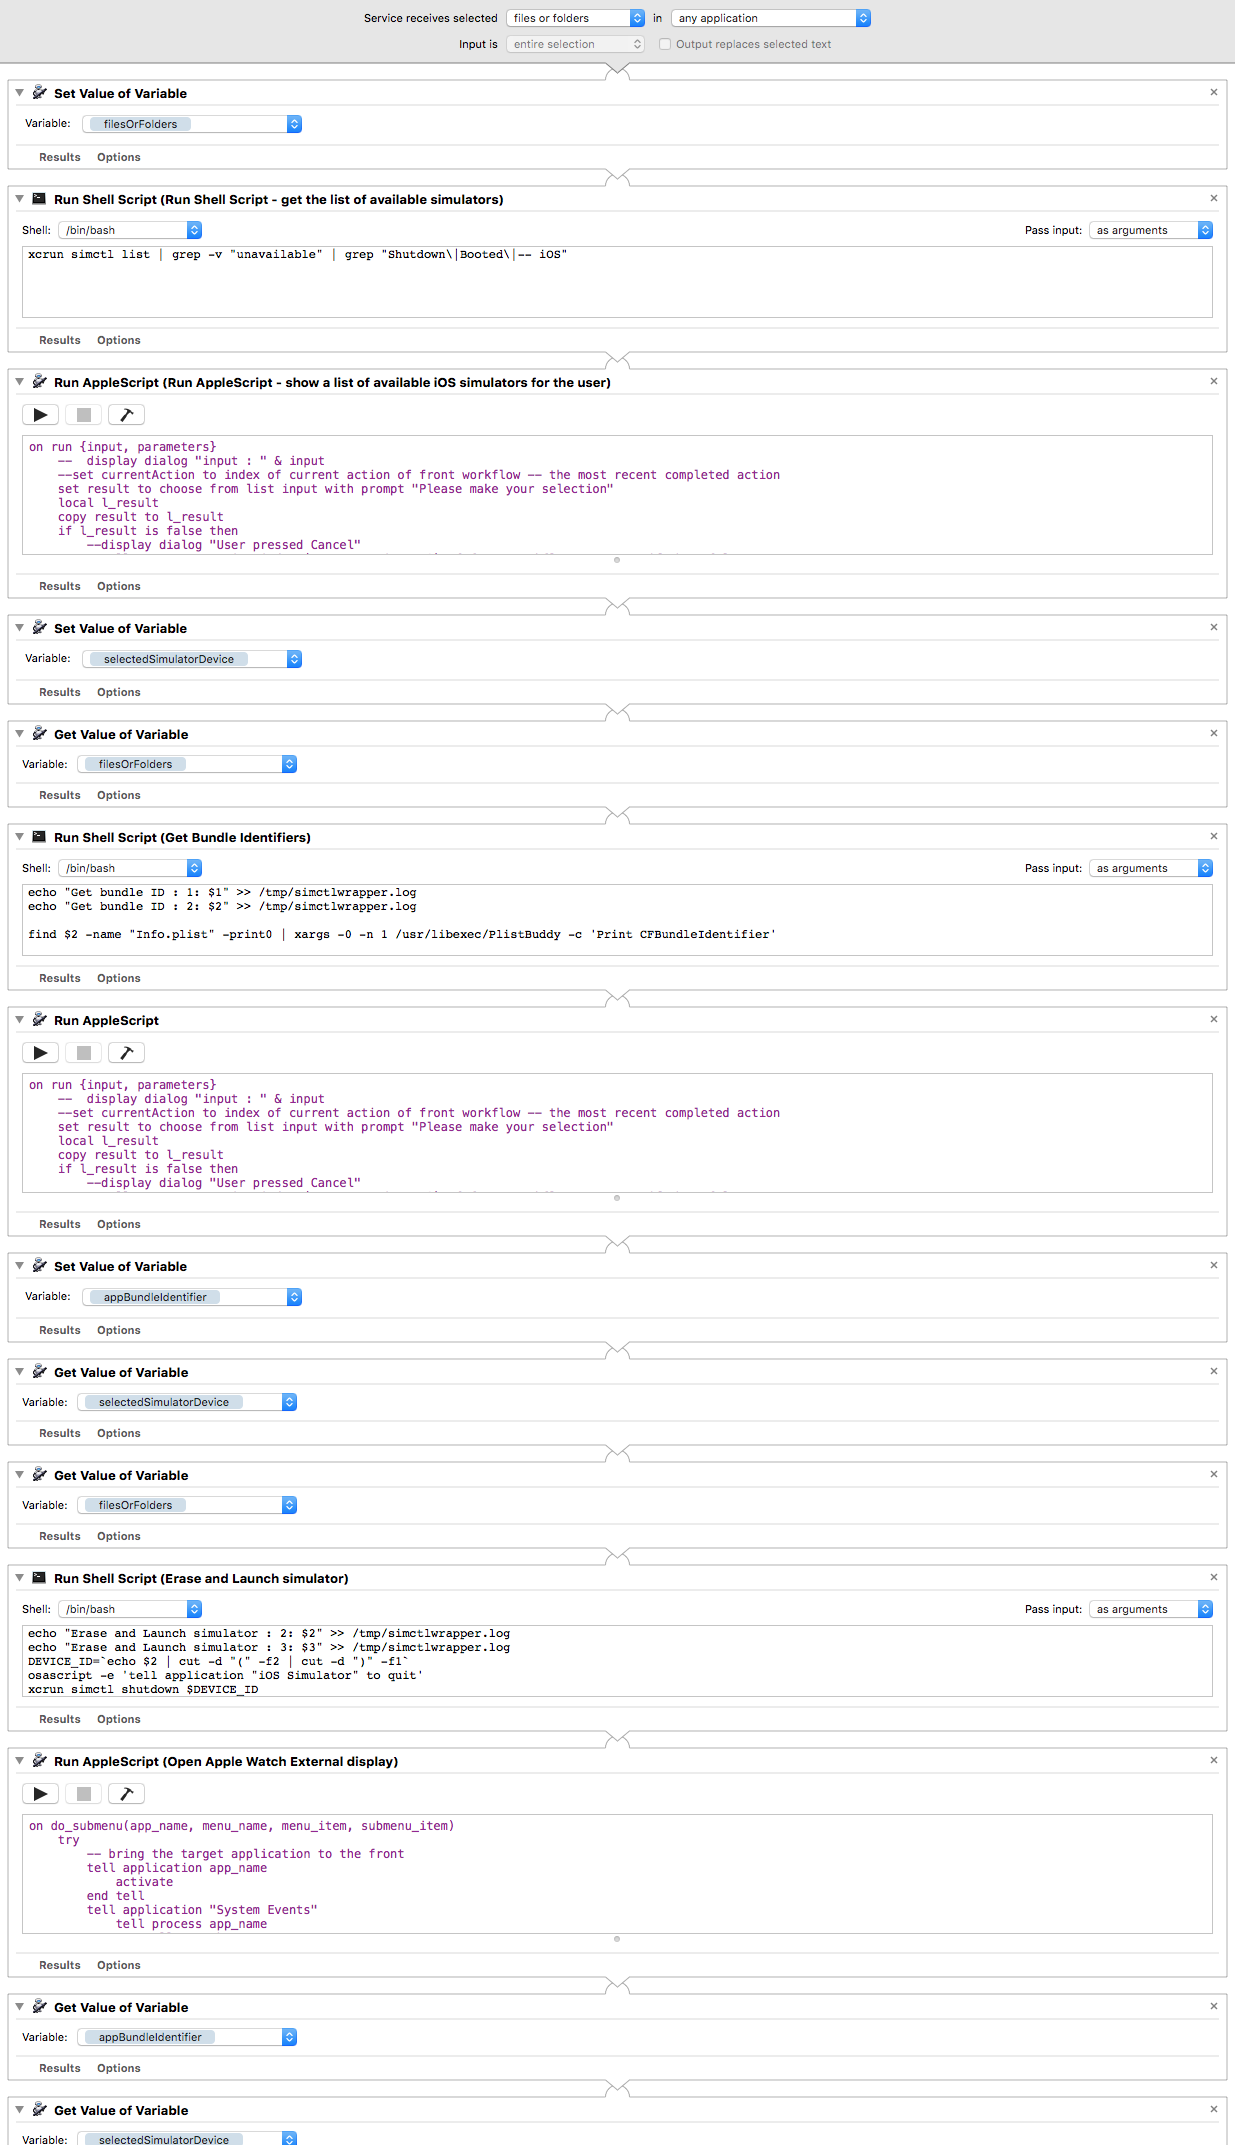 Service receives selected files or folders in any application
Input is entire selection Output replaces selected text
Set Value of Variable
Variable: filesOrFolders
Results Options
Run Shell Script (Run Shell Script - get the list of available simulators)
Shell: /bin/bash Pass input: as arguments
xcrun simctl list | grep -v "unavailable" | grep "Shutdown\|Booted\|-- iOS"
Results Options
Run AppleScript (Run AppleScript - show a list of available iOS simulators for the user)
on run {input, parameters}
--  display dialog "input : " & input
--set currentAction to index of current action of front workflow -- the most recent completed action
set result to choose from list input with prompt "Please make your selection"
local l_result
copy result to l_result
if l_result is false then
--display dialog "User pressed Cancel"
Results Options
Set Value of Variable
Variable: selectedSimulatorDevice
Results Options
Get Value of Variable
Variable: filesOrFolders
Results Options
Run Shell Script (Get Bundle Identifiers)
Shell: /bin/bash Pass input: as arguments
echo "Get bundle ID : 1: $1" >> /tmp/simctlwrapper.log
echo "Get bundle ID : 2: $2" >> /tmp/simctlwrapper.log
find $2 -name "Info.plist" -print0 | xargs -0 -n 1 /usr/libexec/PlistBuddy -c 'Print CFBundleIdentifier'
Results Options
Run AppleScript
on run {input, parameters}
--  display dialog "input : " & input
--set currentAction to index of current action of front workflow -- the most recent completed action
set result to choose from list input with prompt "Please make your selection"
local l_result
copy result to l_result
if l_result is false then
--display dialog "User pressed Cancel"
Results Options
Set Value of Variable
Variable: appBundleIdentifier
Results Options
Get Value of Variable
Variable: selectedSimulatorDevice
Results Options
Get Value of Variable
Variable: filesOrFolders
Results Options
Run Shell Script (Erase and Launch simulator)
Shell: /bin/bash Pass input: as arguments
echo "Erase and Launch simulator : 2: $2" >> /tmp/simctlwrapper.log
echo "Erase and Launch simulator : 3: $3" >> /tmp/simctlwrapper.log
DEVICE_ID=`echo $2 | cut -d "(" -f2 | cut -d ")" -f1`
osascript -e 'tell application "iOS Simulator" to quit'
xcrun simctl shutdown $DEVICE_ID
Results Options
Run AppleScript (Open Apple Watch External display)
on do_submenu(app_name, menu_name, menu_item, submenu_item)
try
-- bring the target application to the front
tell application app_name
activate
end tell
tell application "System Events"
tell process app_name
Results Options
Get Value of Variable
Variable: appBundleIdentifier
Results Options
Get Value of Variable
Variable: selectedSimulatorDevice